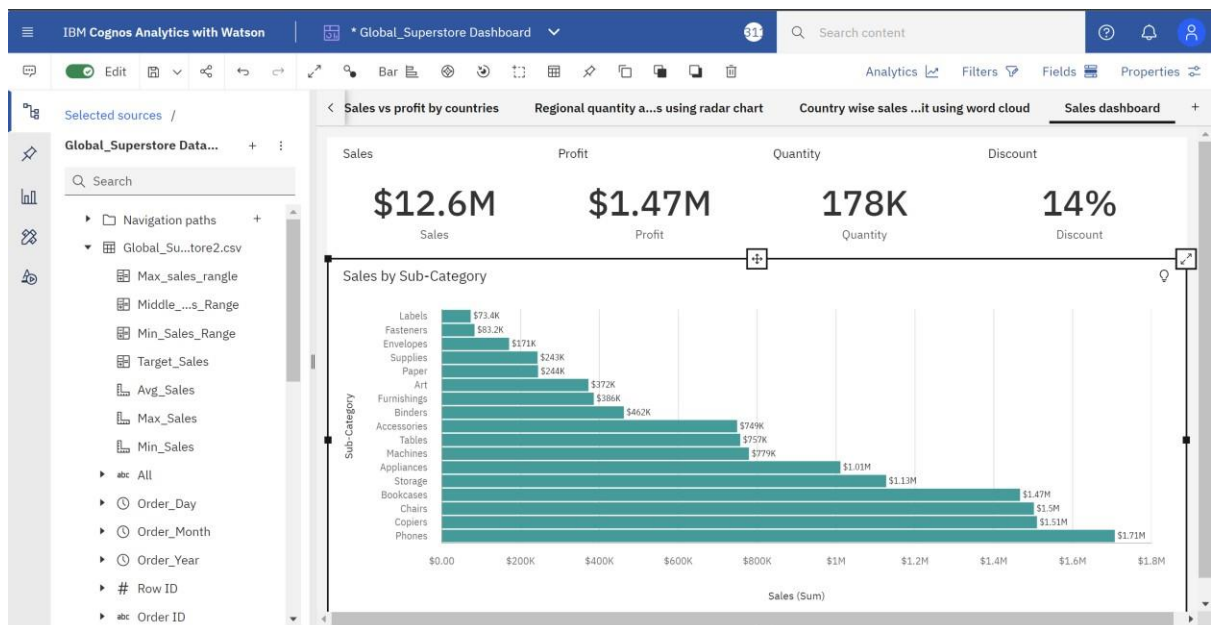 IBM Cognos Analytics with Watson
* Global_Superstore Dashboard
Search content
Edit
Bar
Analytics
Filters
Fields
Properties
Selected sources /
Global_Superstore Data...
Search
Navigation paths
Global_Su...tore2.csv
Max_sales_rangle
Middle_...s_Range
Min_Sales_Range
Target_Sales
Avg_Sales
Max_Sales
Min_Sales
abc All
Order_Day
Order_Month
Order_Year
# Row ID
abc Order ID
Sales vs profit by countries
Regional quantity a...s using radar chart
Country wise sales ...it using word cloud
Sales dashboard
Sales
Profit
Quantity
Discount
$12.6M
$1.47M
178K
14%
Sales
Profit
Quantity
Discount
Sales by Sub-Category
Sub-Category
Labels $73.4K
Fasteners $83.2K
Envelopes $171K
Supplies $243K
Paper $244K
Art $372K
Furnishings $386K
Binders $462K
Accessories $749K
Tables $757K
Machines $779K
Appliances $1.01M
Storage $1.13M
Bookcases $1.47M
Chairs $1.5M
Copiers $1.51M
Phones $1.71M
$0.00 $200K $400K $600K $800K $1M $1.2M $1.4M $1.6M $1.8M
Sales (Sum)